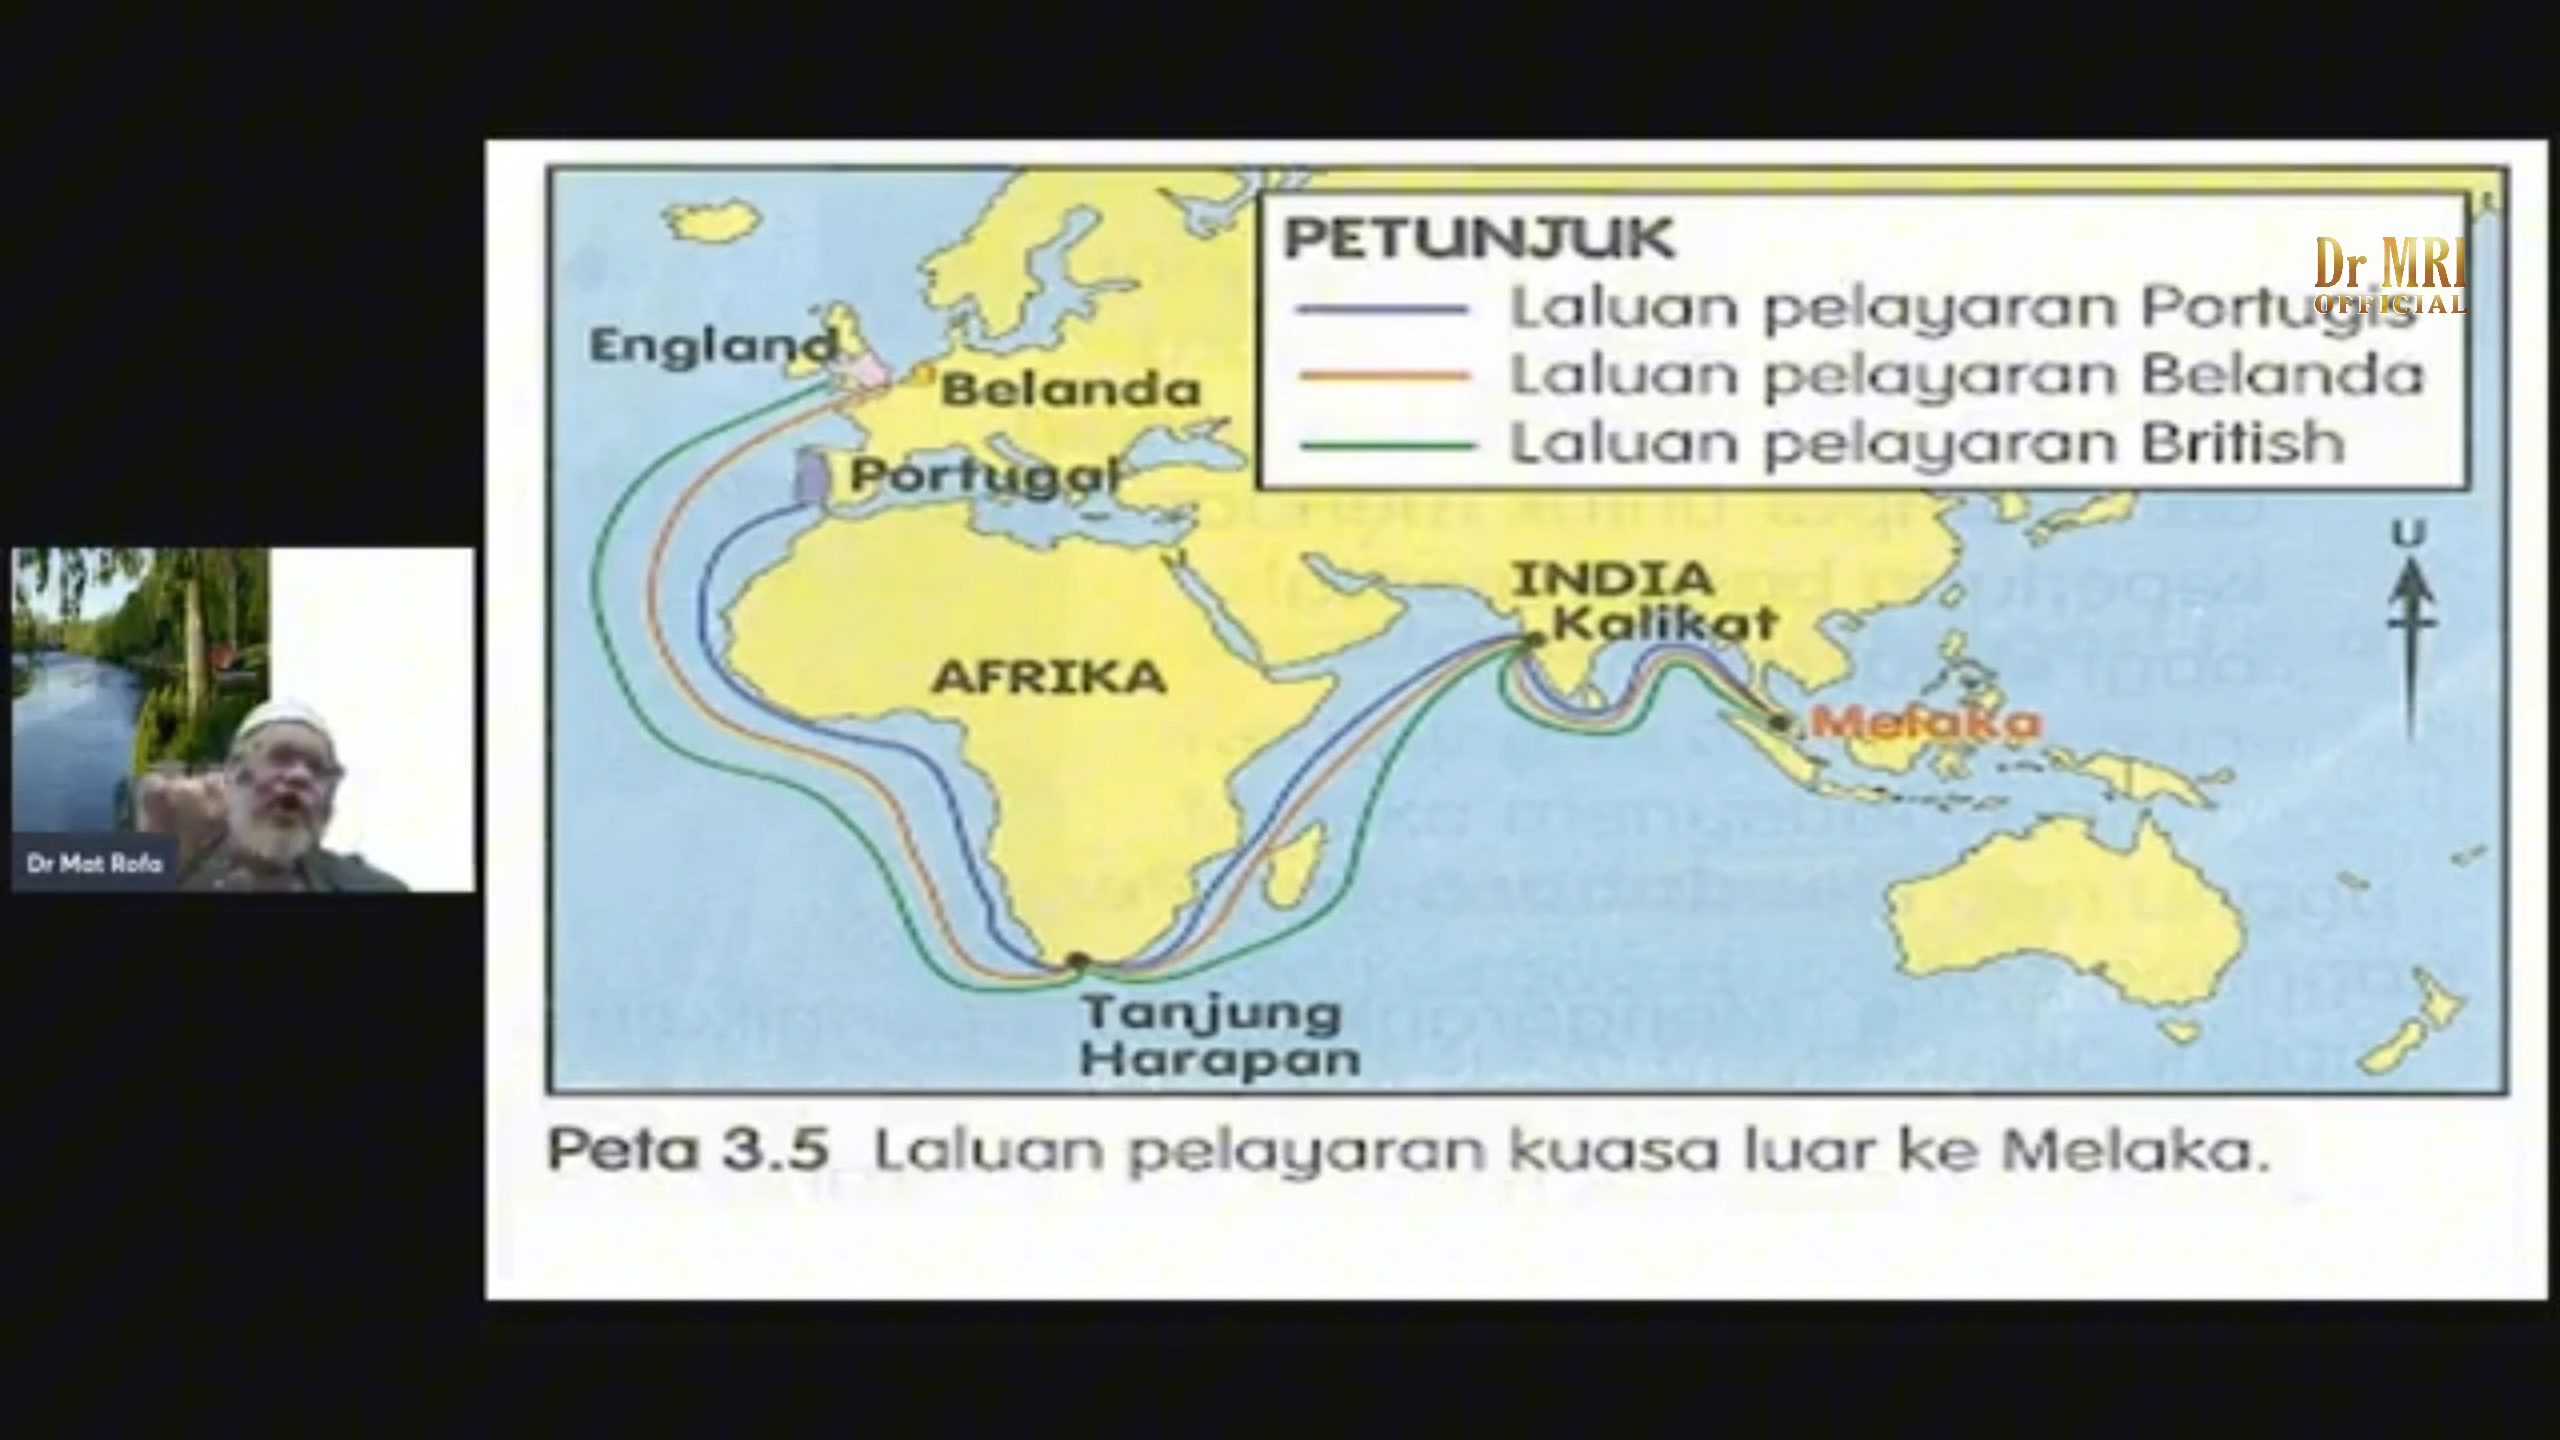 PETUNJUK
Laluan pelayaran Portugis
Laluan pelayaran Belanda
Laluan pelayaran British
Dr MRI
OFFICIAL
England
Belanda
Portugal
U
INDIA
Kalikat
AFRIKA
Melaka
Tanjung
Harapan
Dr Mat Rofa
Peta 3.5 Laluan pelayaran kuasa luar ke Melaka.